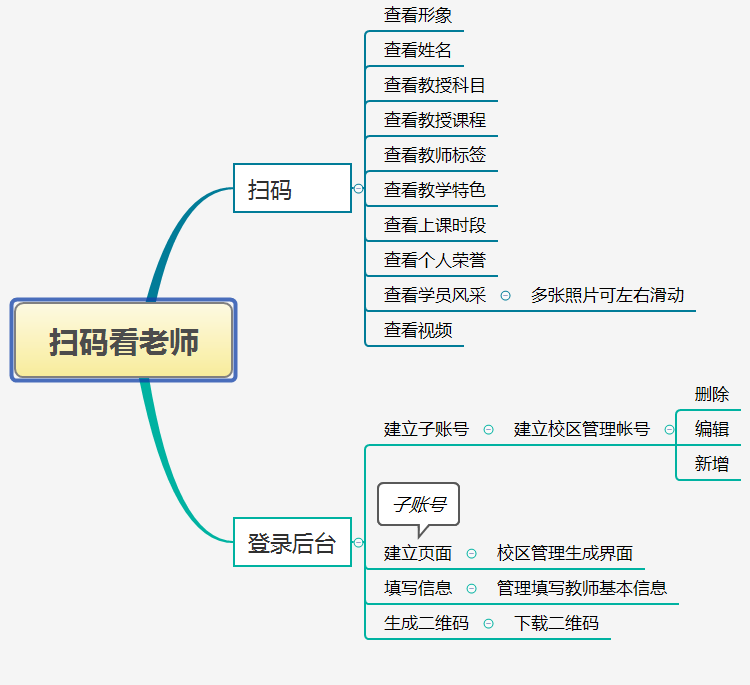 扫码看老师
扫码
查看形象
查看姓名
查看教授科目
查看教授课程
查看教师标签
查看教学特色
查看上课时段
查看个人荣誉
查看学员风采
多张照片可左右滑动
查看视频
登录后台
建立子账号
建立校区管理帐号
删除
编辑
新增
子账号
建立页面
校区管理生成界面
填写信息
管理填写教师基本信息
生成二维码
下载二维码